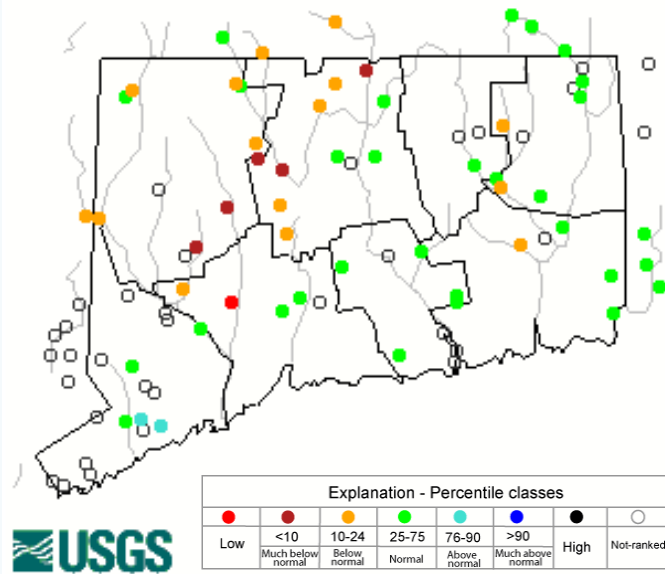 Explanation - Percentile classes
Low <10 10-24 25-75 76-90 >90 High Not-ranked
Much below normal Below normal Normal Above normal Much above normal
USGS